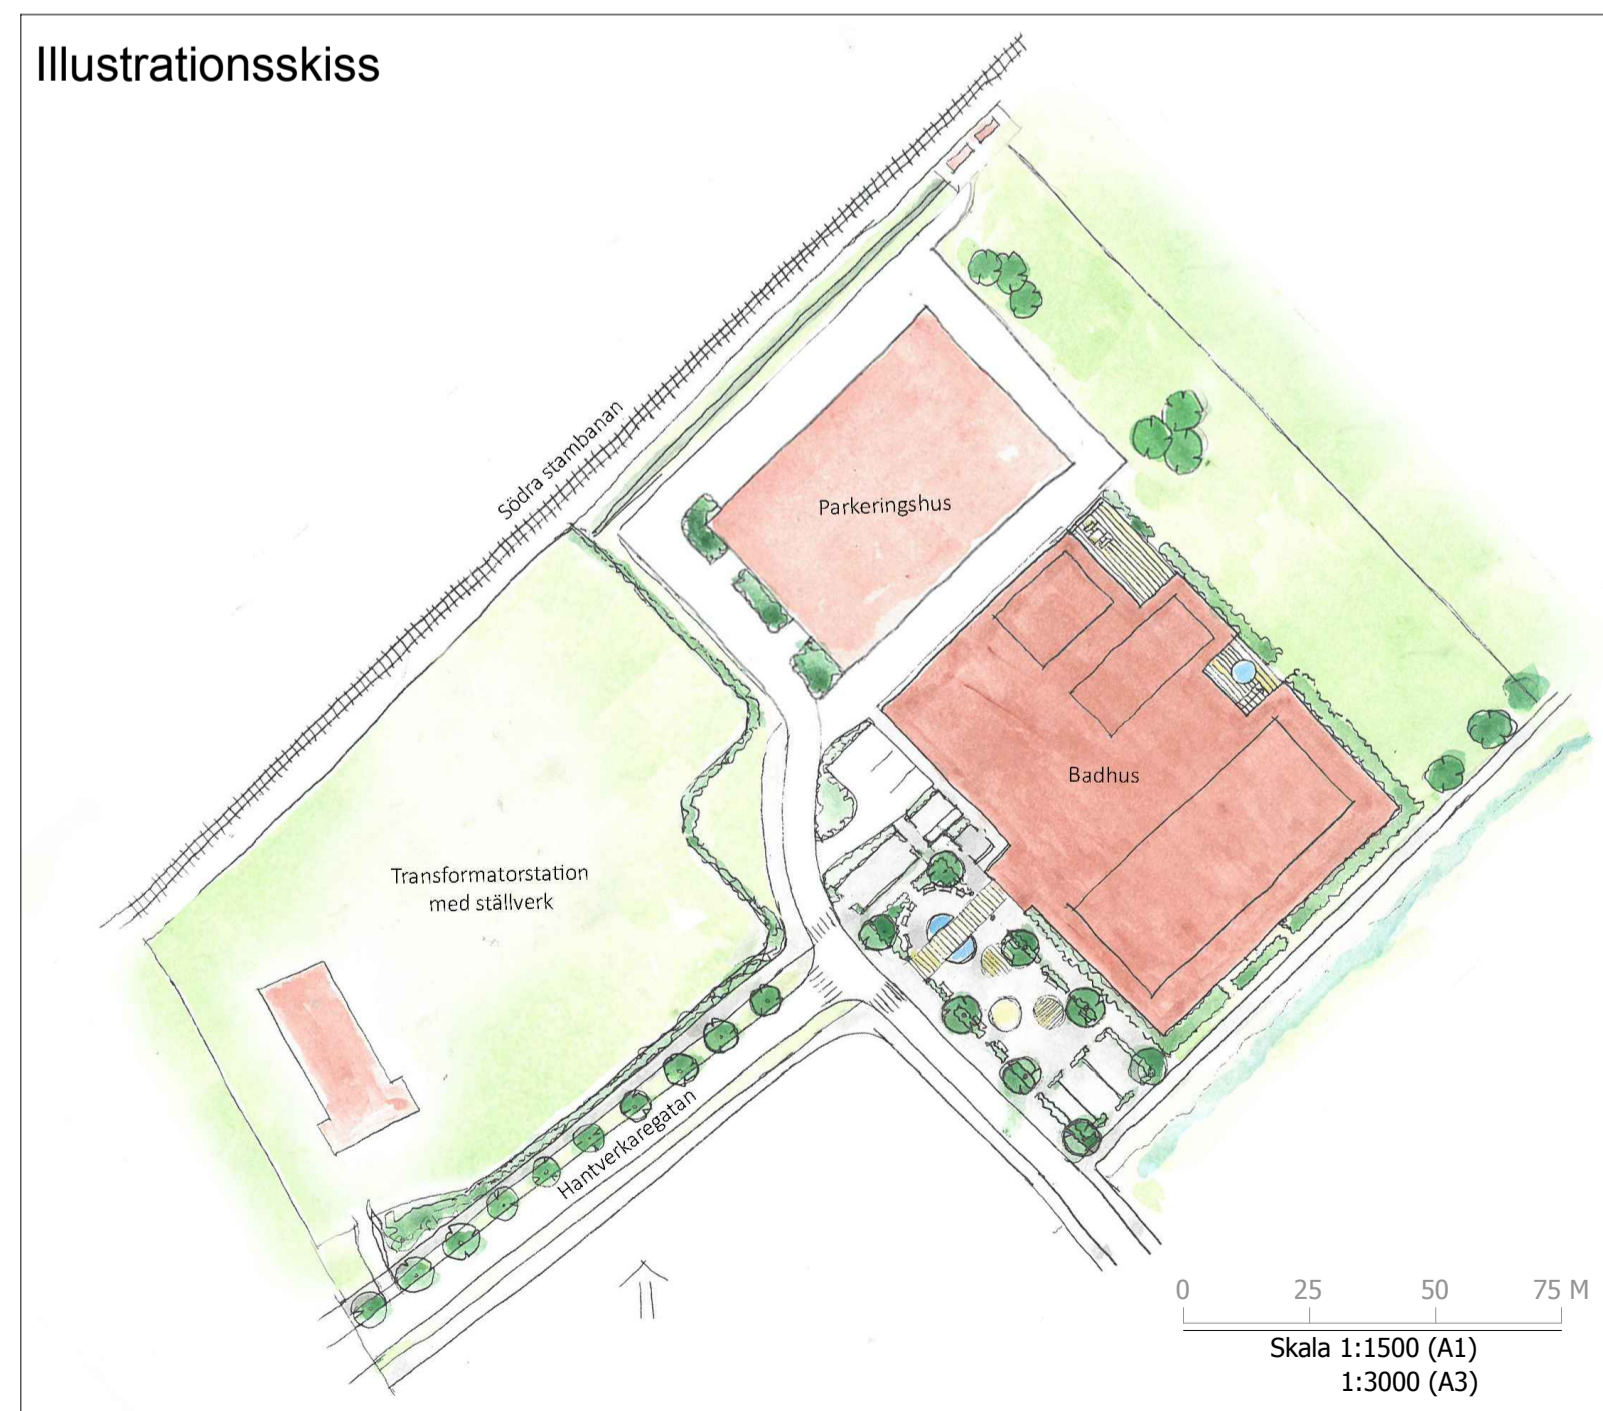 Illustrationsskiss
Södra stambanan
Parkeringshus
Badhus
Transformatorstation
med ställverk
Hantverkaregatan
0 25 50 75 M
Skala 1:1500 (A1)
1:3000 (A3)